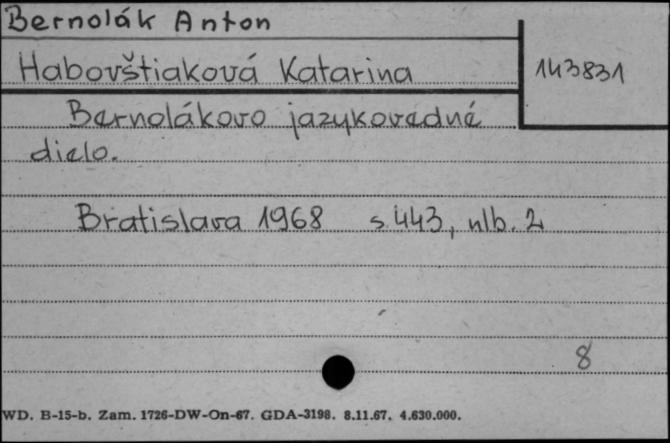 Bernolák Anton
Habovštiaková Katarina
143831
Bernolákovo jazykovedné
dielo.
Bratislava 1968 s 443, nlb. 2
8
WD. B-15-b. Zam. 1726-DW-On-67. GDA-3198. 8.11.67. 4.630.000.